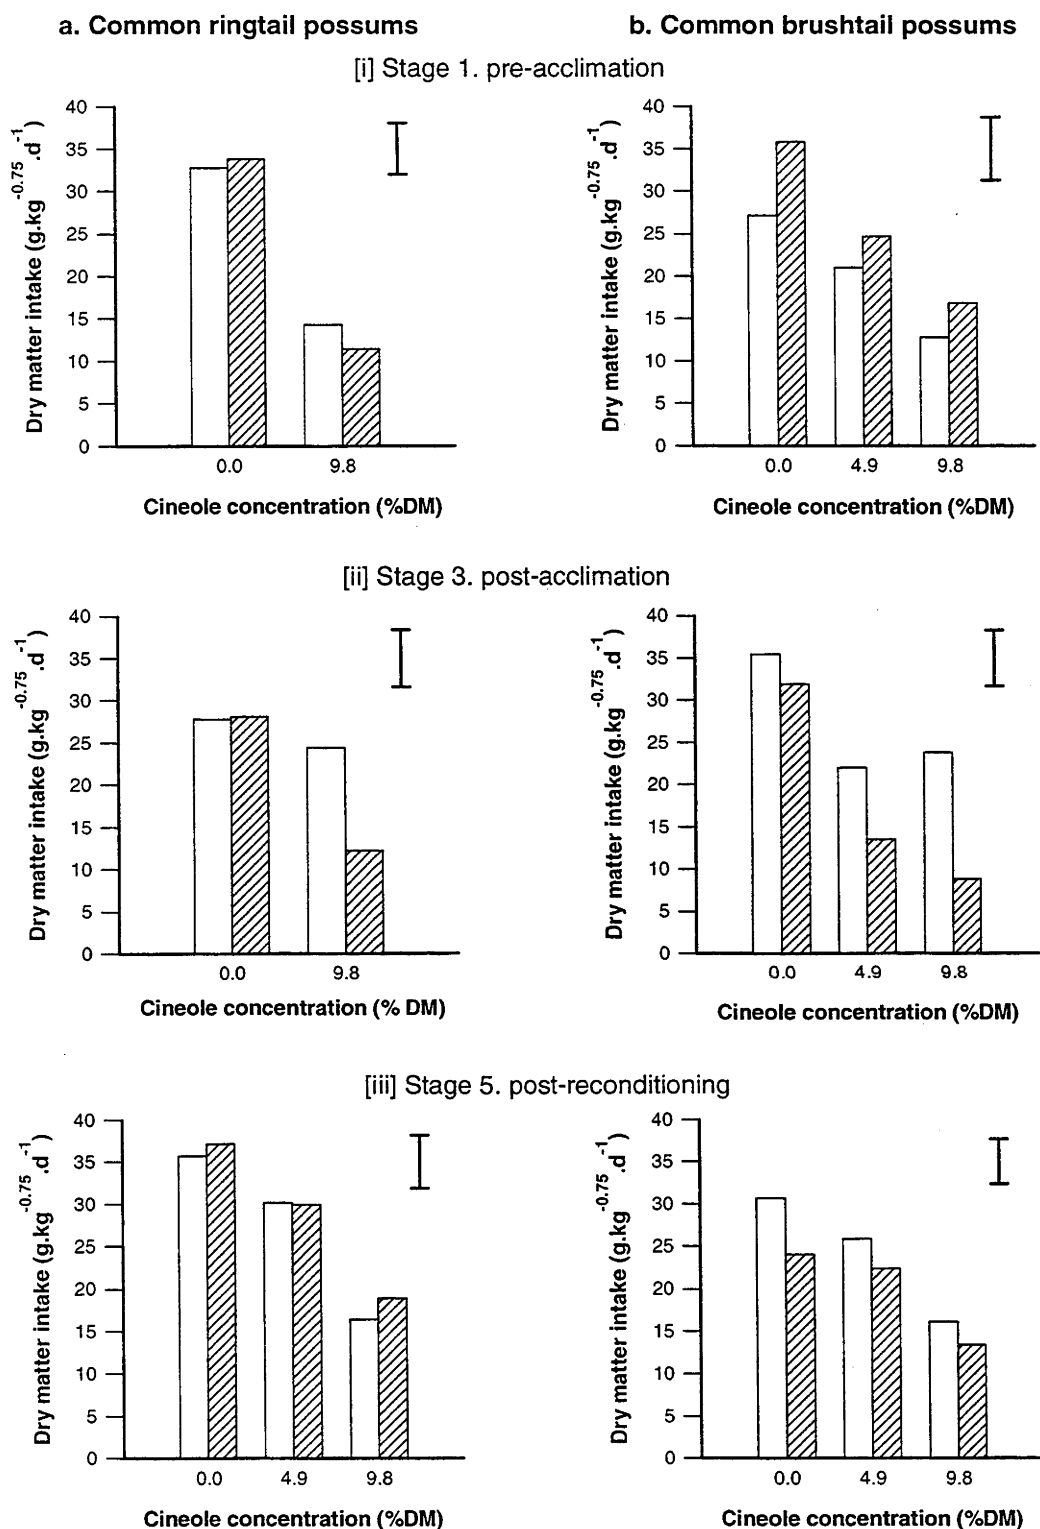 a. Common ringtail possums
b. Common brushtail possums
[i] Stage 1. pre-acclimation
Dry matter intake (g.kg-0.75.d-1)
40
35
30
25
20
15
10
5
0
0.0 9.8
Cineole concentration (%DM)
Dry matter intake (g.kg-0.75.d-1)
40
35
30
25
20
15
10
5
0
0.0 4.9 9.8
Cineole concentration (%DM)
[ii] Stage 3. post-acclimation
Dry matter intake (g.kg-0.75.d-1)
40
35
30
25
20
15
10
5
0
0.0 9.8
Cineole concentration (% DM)
Dry matter intake (g.kg-0.75.d-1)
40
35
30
25
20
15
10
5
0
0.0 4.9 9.8
Cineole concentration (%DM)
[iii] Stage 5. post-reconditioning
Dry matter intake (g.kg-0.75.d-1)
40
35
30
25
20
15
10
5
0
0.0 4.9 9.8
Cineole concentration (%DM)
Dry matter intake (g.kg-0.75.d-1)
40
35
30
25
20
15
10
5
0
0.0 4.9 9.8
Cineole concentration (%DM)